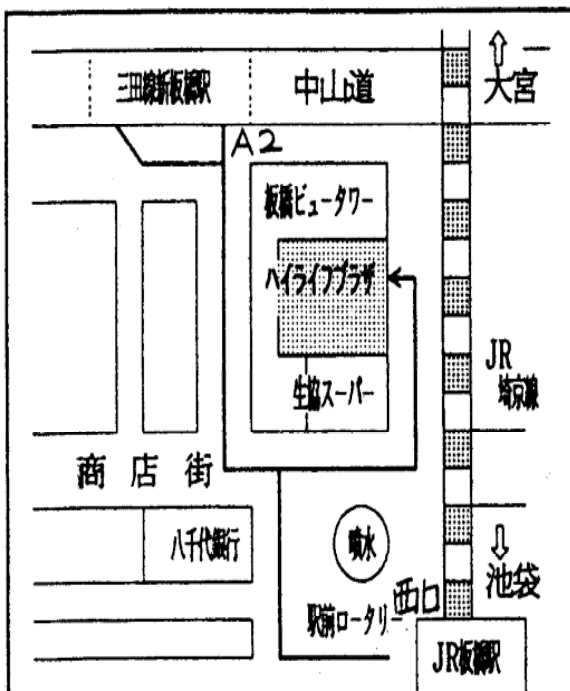 三田線新板橋駅
中山道
大宮
A2
板橋ビュータワー
ハイライフプラザ
生協スーパー
JR
埼京線
商店街
八千代銀行
噴水
池袋
西口
駅前ロータリー
JR板橋駅